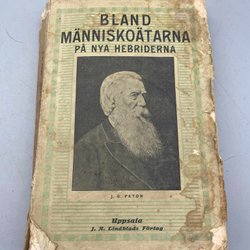 BLAND
MÄNNISKOÄTARNA
PÅ NYA HEBRIDERNA
J. G. PATON
Uppsala
J. A. Lindblads Förlag